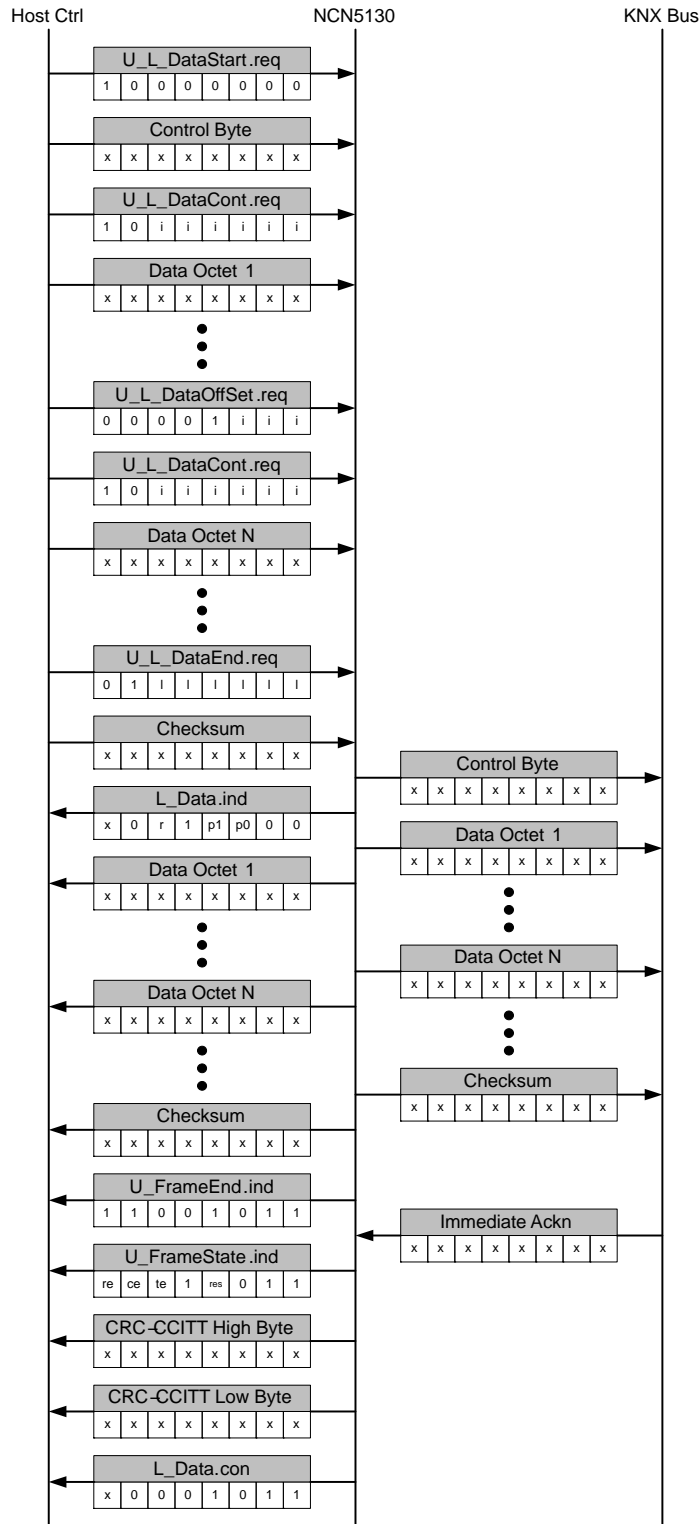 Host Ctrl NCN5130 KNX Bus
U_L_DataStart.req
1 0 0 0 0 0 0 0
Control Byte
x x x x x x x x
U_L_DataCont.req
1 0 i i i i i i
Data Octet 1
x x x x x x x x
U_L_DataOffSet.req
0 0 0 0 1 i i i
U_L_DataCont.req
1 0 i i i i i i
Data Octet N
x x x x x x x x
U_L_DataEnd.req
0 1 l l l l l l
Checksum
x x x x x x x x
Control Byte
x x x x x x x x
L_Data.ind
x 0 r 1 p1 p0 0 0
Data Octet 1
x x x x x x x x
Data Octet 1
x x x x x x x x
Data Octet N
x x x x x x x x
Data Octet N
x x x x x x x x
Checksum
x x x x x x x x
Checksum
x x x x x x x x
U_FrameEnd.ind
1 1 0 0 1 0 1 1
Immediate Ackn
x x x x x x x x
U_FrameState.ind
re ce te 1 res 0 1 1
CRC-CCITT High Byte
x x x x x x x x
CRC-CCITT Low Byte
x x x x x x x x
L_Data.con
x 0 0 0 1 0 1 1